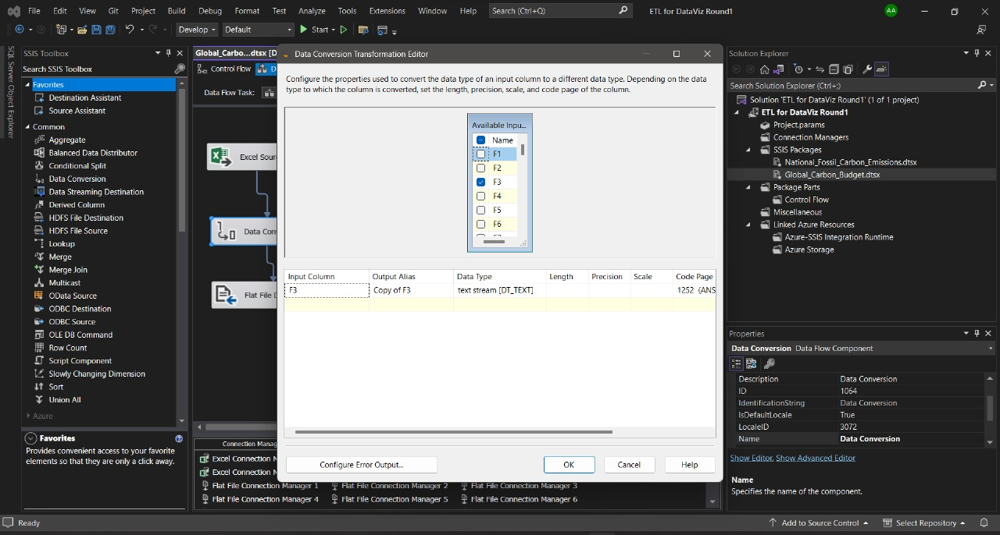 File Edit View Git Project Build Debug Format Test Analyze Tools Extensions Window Help Search (Ctrl+Q) ETL for DataViz Round1 AA
Develop Default Start
SQL Server Object Explorer
SSIS Toolbox
Search SSIS Toolbox
Favorites
Destination Assistant
Source Assistant
Common
Aggregate
Balanced Data Distributor
Conditional Split
Data Conversion
Data Streaming Destination
Derived Column
HDFS File Destination
HDFS File Source
Lookup
Merge
Merge Join
Multicast
OData Source
ODBC Destination
ODBC Source
OLE DB Command
Row Count
Script Component
Slowly Changing Dimension
Sort
Union All
Azure
Favorites
Provides convenient access to your favorite
elements so that they are only a click away.
Global_Carbo...dtsx [D
Control Flow D
Data Flow Task:
Excel Sour
Data Con
Flat File D
Connection Manag
Excel Connection M
Excel Connection M
Flat File Connection Manager 1 Flat File Connection Manager 2 Flat File Connection Manager 3
Flat File Connection Manager 4 Flat File Connection Manager 5 Flat File Connection Manager 6
Data Conversion Transformation Editor
Configure the properties used to convert the data type of an input column to a different data type. Depending on the data
type to which the column is converted, set the length, precision, scale, and code page of the column.
Available Inpu...
Name
F1
F2
F3
F4
F5
F6
Input Column Output Alias Data Type Length Precision Scale Code Page
F3 Copy of F3 text stream [DT_TEXT] 1252 (ANS
Configure Error Output... OK Cancel Help
Solution Explorer
Search Solution Explorer (Ctrl+;)
Solution 'ETL for DataViz Round1' (1 of 1 project)
ETL for DataViz Round1
Project.params
Connection Managers
SSIS Packages
National_Fossil_Carbon_Emissions.dtsx
Global_Carbon_Budget.dtsx
Package Parts
Control Flow
Miscellaneous
Linked Azure Resources
Azure-SSIS Integration Runtime
Azure Storage
Properties
Data Conversion Data Flow Component
Description Data Conversion
ID 1064
IdentificationString Data Conversion
IsDefaultLocale True
LocaleID 3072
Name Data Conversion
Show Editor, Show Advanced Editor
Name
Specifies the name of the component.
Ready Add to Source Control Select Repository